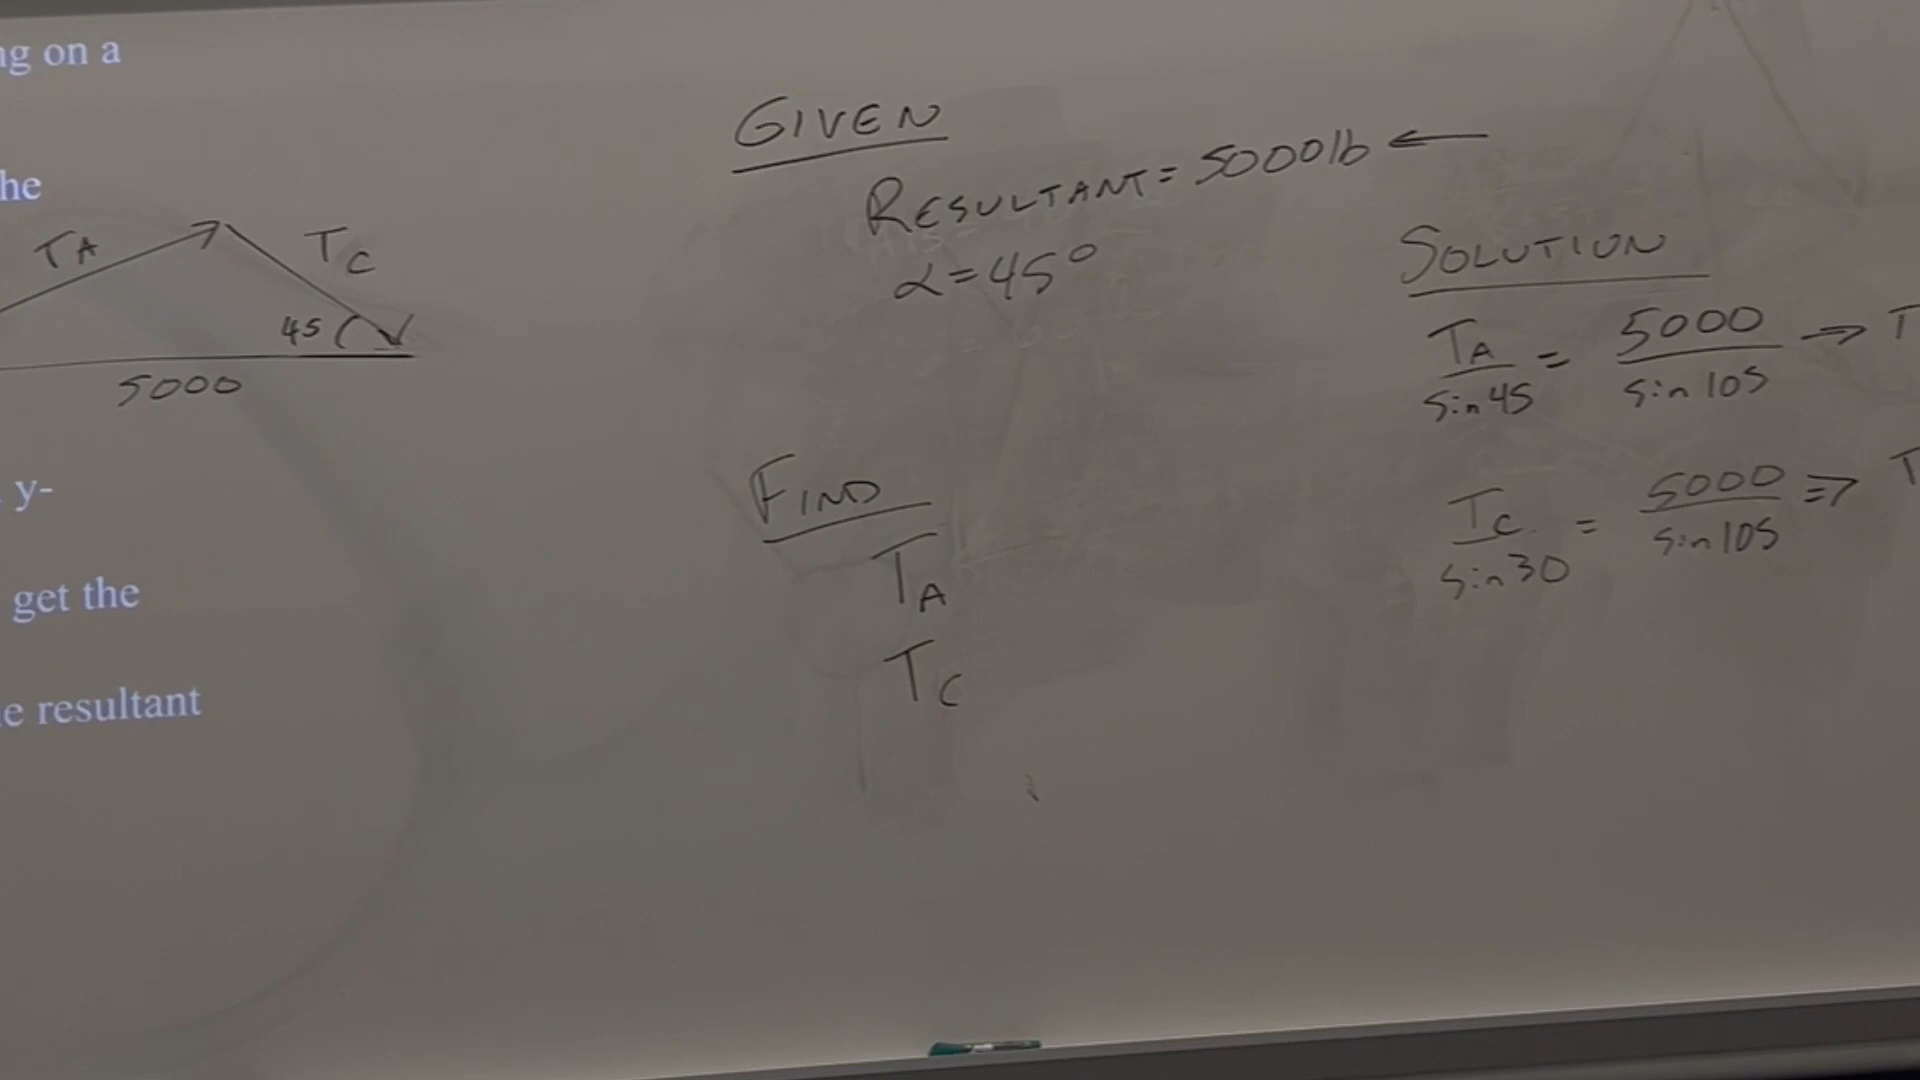 ng on a
he
TA
TC
45
5000
y-
get the
e resultant
GIVEN
RESULTANT = 5000lb ←
α = 45°
FIND
TA
TC
SOLUTION
TA/sin45 = 5000/sin105 → T
TC/sin30 = 5000/sin105 ⇒ T